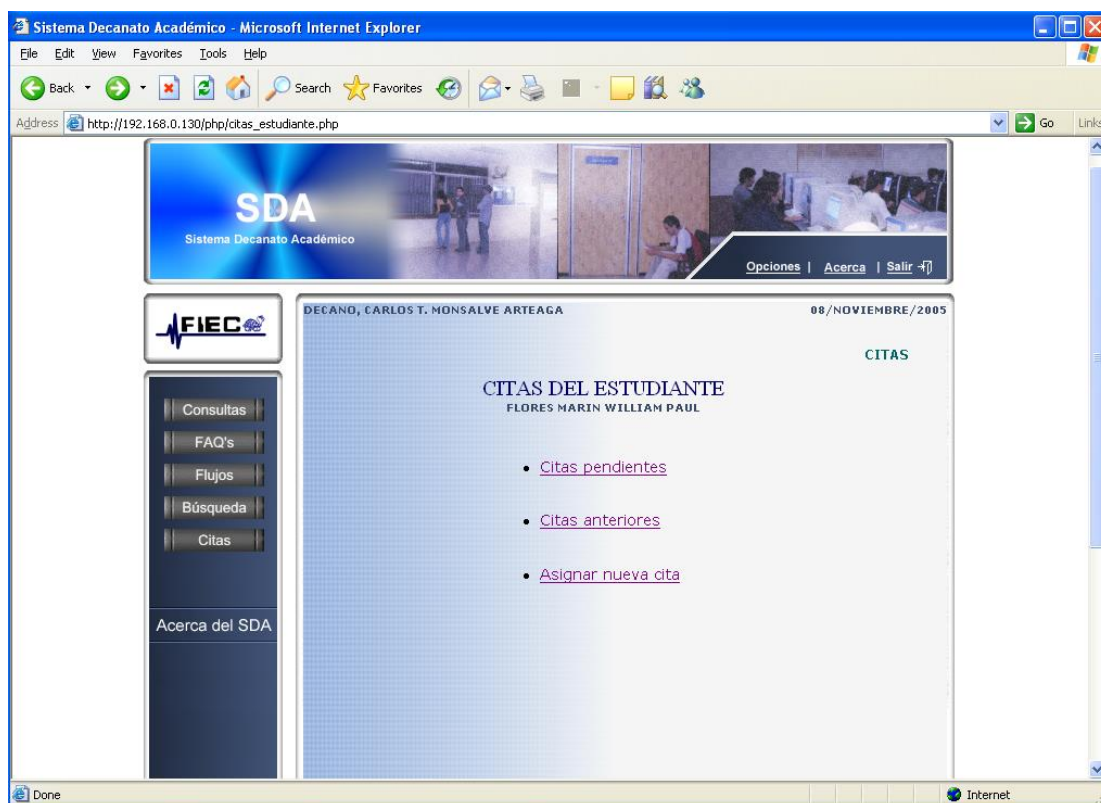 Sistema Decanato Académico - Microsoft Internet Explorer
File Edit View Favorites Tools Help
Back Search Favorites
Address http://192.168.0.130/php/citas_estudiante.php Go Links
SDA
Sistema Decanato Académico
Opciones | Acerca | Salir
FIEC
DECANO, CARLOS T. MONSALVE ARTEAGA 08/NOVIEMBRE/2005
CITAS
CITAS DEL ESTUDIANTE
FLORES MARIN WILLIAM PAUL
Consultas
FAQ's
Flujos
Búsqueda
Citas
Acerca del SDA
• Citas pendientes
• Citas anteriores
• Asignar nueva cita
Done Internet